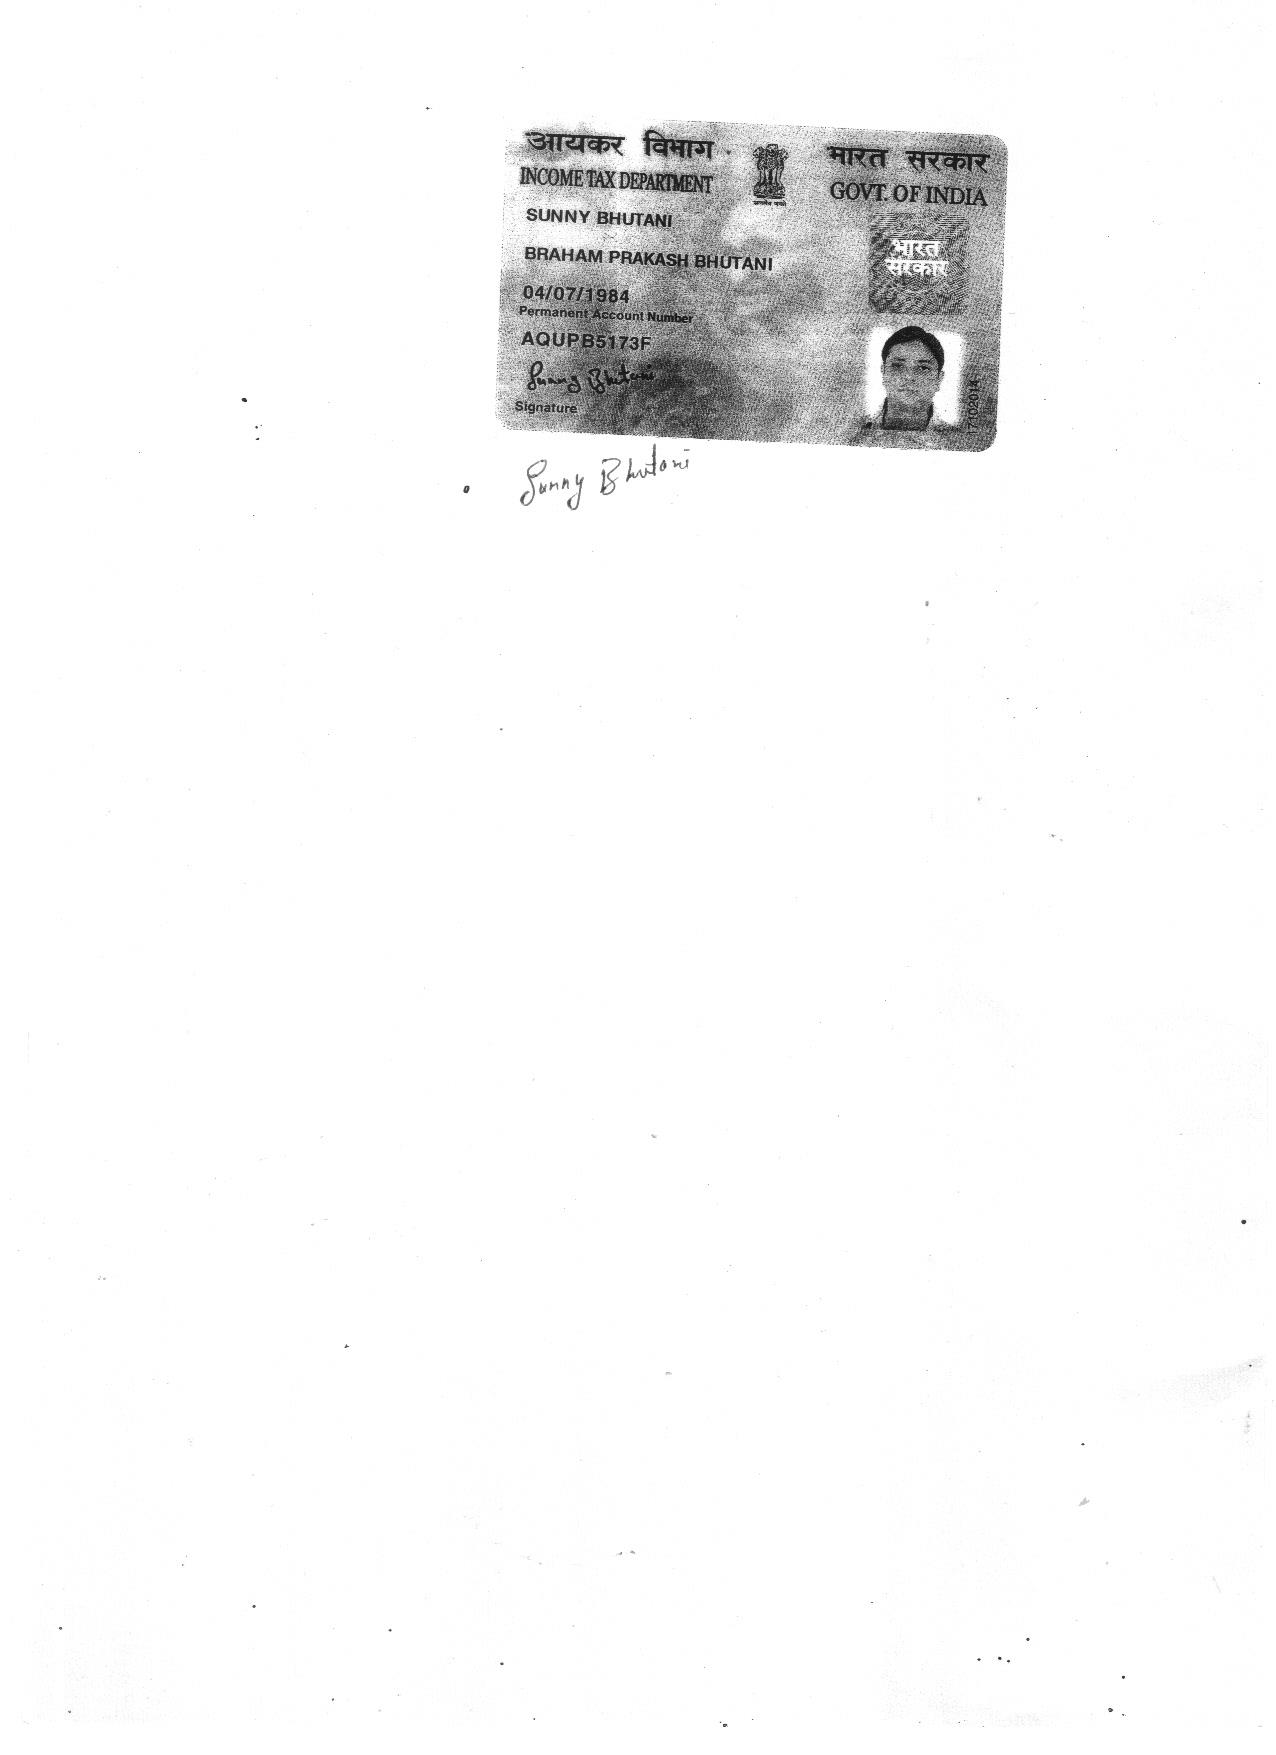 आयकर विभाग
INCOME TAX DEPARTMENT
भारत सरकार
GOVT. OF INDIA
SUNNY BHUTANI
BRAHAM PRAKASH BHUTANI
04/07/1984
Permanent Account Number
AQUPB5173F
Sunny Bhutani
Signature
भारत
सरकार
17102014
Sunny Bhutani